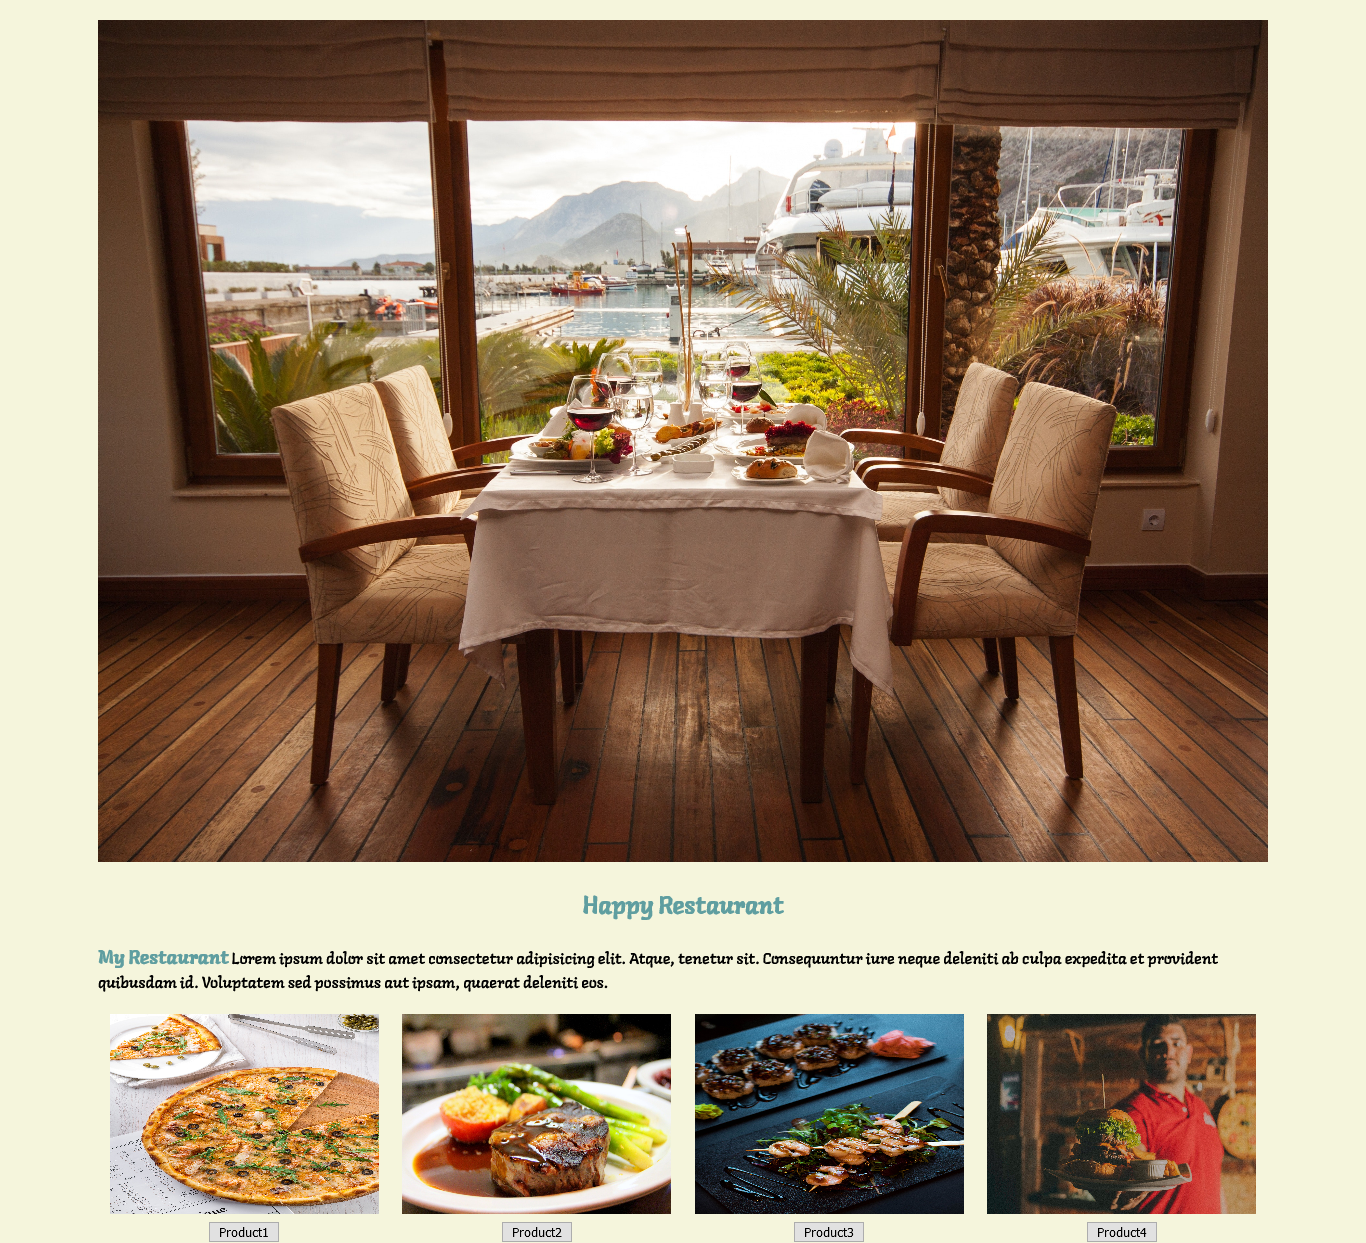 Happy Restaurant
My Restaurant Lorem ipsum dolor sit amet consectetur adipisicing elit. Atque, tenetur sit. Consequuntur iure neque deleniti ab culpa expedita et provident
quibusdam id. Voluptatem sed possimus aut ipsam, quaerat deleniti eos.
Product1
Product2
Product3
Product4